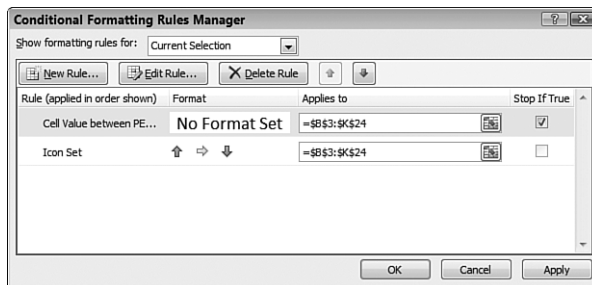 Conditional Formatting Rules Manager
Show formatting rules for: Current Selection
New Rule... Edit Rule... Delete Rule
Rule (applied in order shown) Format Applies to Stop If True
Cell Value between PE... No Format Set =$B$3:$K$24
Icon Set =$B$3:$K$24
OK Cancel Apply